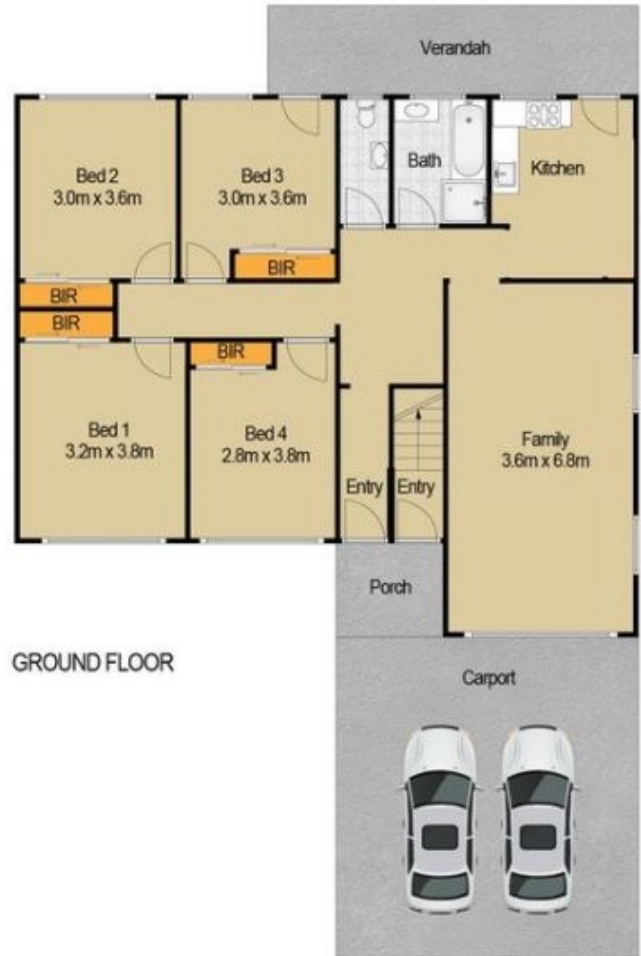 Verandah
Bed 2
3.0m x 3.6m
Bed 3
3.0m x 3.6m
Bath
Kitchen
BIR
BIR
BIR
BIR
Bed 1
3.2m x 3.8m
Bed 4
2.8m x 3.8m
Family
3.6m x 6.8m
Entry
Entry
Porch
GROUND FLOOR
Carport